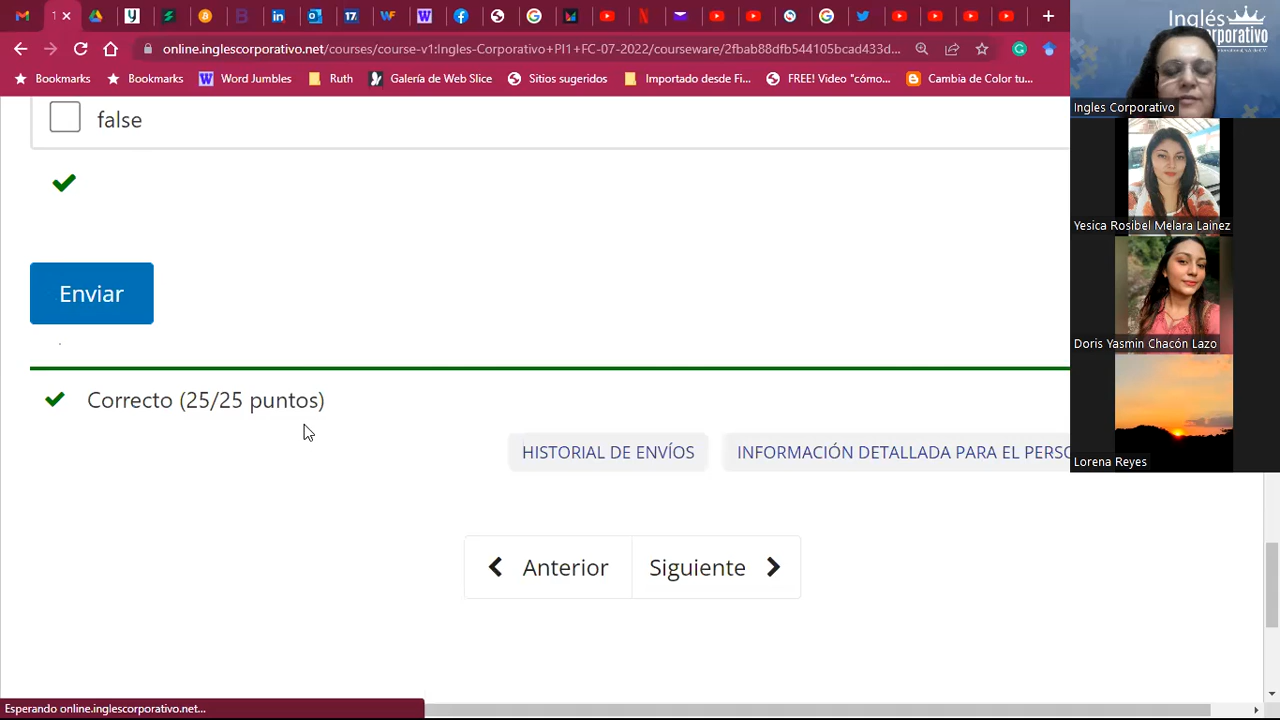 1
17
online.inglescorporativo.net/courses/course-v1:Ingles-Corporativo+PI1+FC-07-2022/courseware/2fbab88dfb544105bcad433d...
Bookmarks
Bookmarks
Word Jumbles
Ruth
Galería de Web Slice
Sitios sugeridos
Importado desde Fi...
FREE! Video "cómo...
Cambia de Color tu...
Inglés
Corporativo
Ingles Corporativo
Yesica Rosibel Melara Lainez
Doris Yasmin Chacón Lazo
Lorena Reyes
false
Enviar
Correcto (25/25 puntos)
HISTORIAL DE ENVÍOS
INFORMACIÓN DETALLADA PARA EL PERSO
Anterior
Siguiente
Esperando online.inglescorporativo.net...